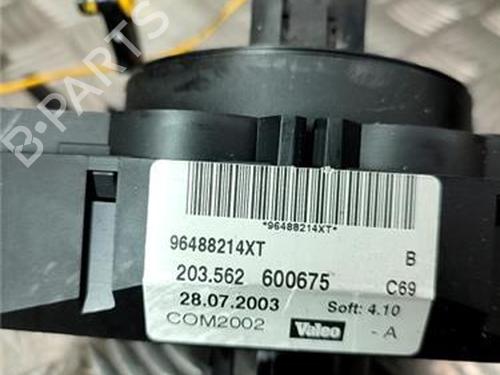 B-PARTS
*96488214XT*
96488214XT B
203.562 600675 C69
28.07.2003 Soft: 4.10
COM2002 Valeo - A